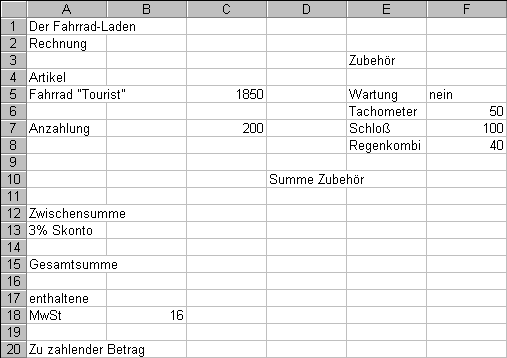 A B C D E F
1 Der Fahrrad-Laden
2 Rechnung
3 Zubehör
4 Artikel
5 Fahrrad "Tourist" 1850 Wartung nein
6 Tachometer 50
7 Anzahlung 200 Schloß 100
8 Regenkombi 40
9
10 Summe Zubehör
11
12 Zwischensumme
13 3% Skonto
14
15 Gesamtsumme
16
17 enthaltene
18 MwSt 16
19
20 Zu zahlender Betrag